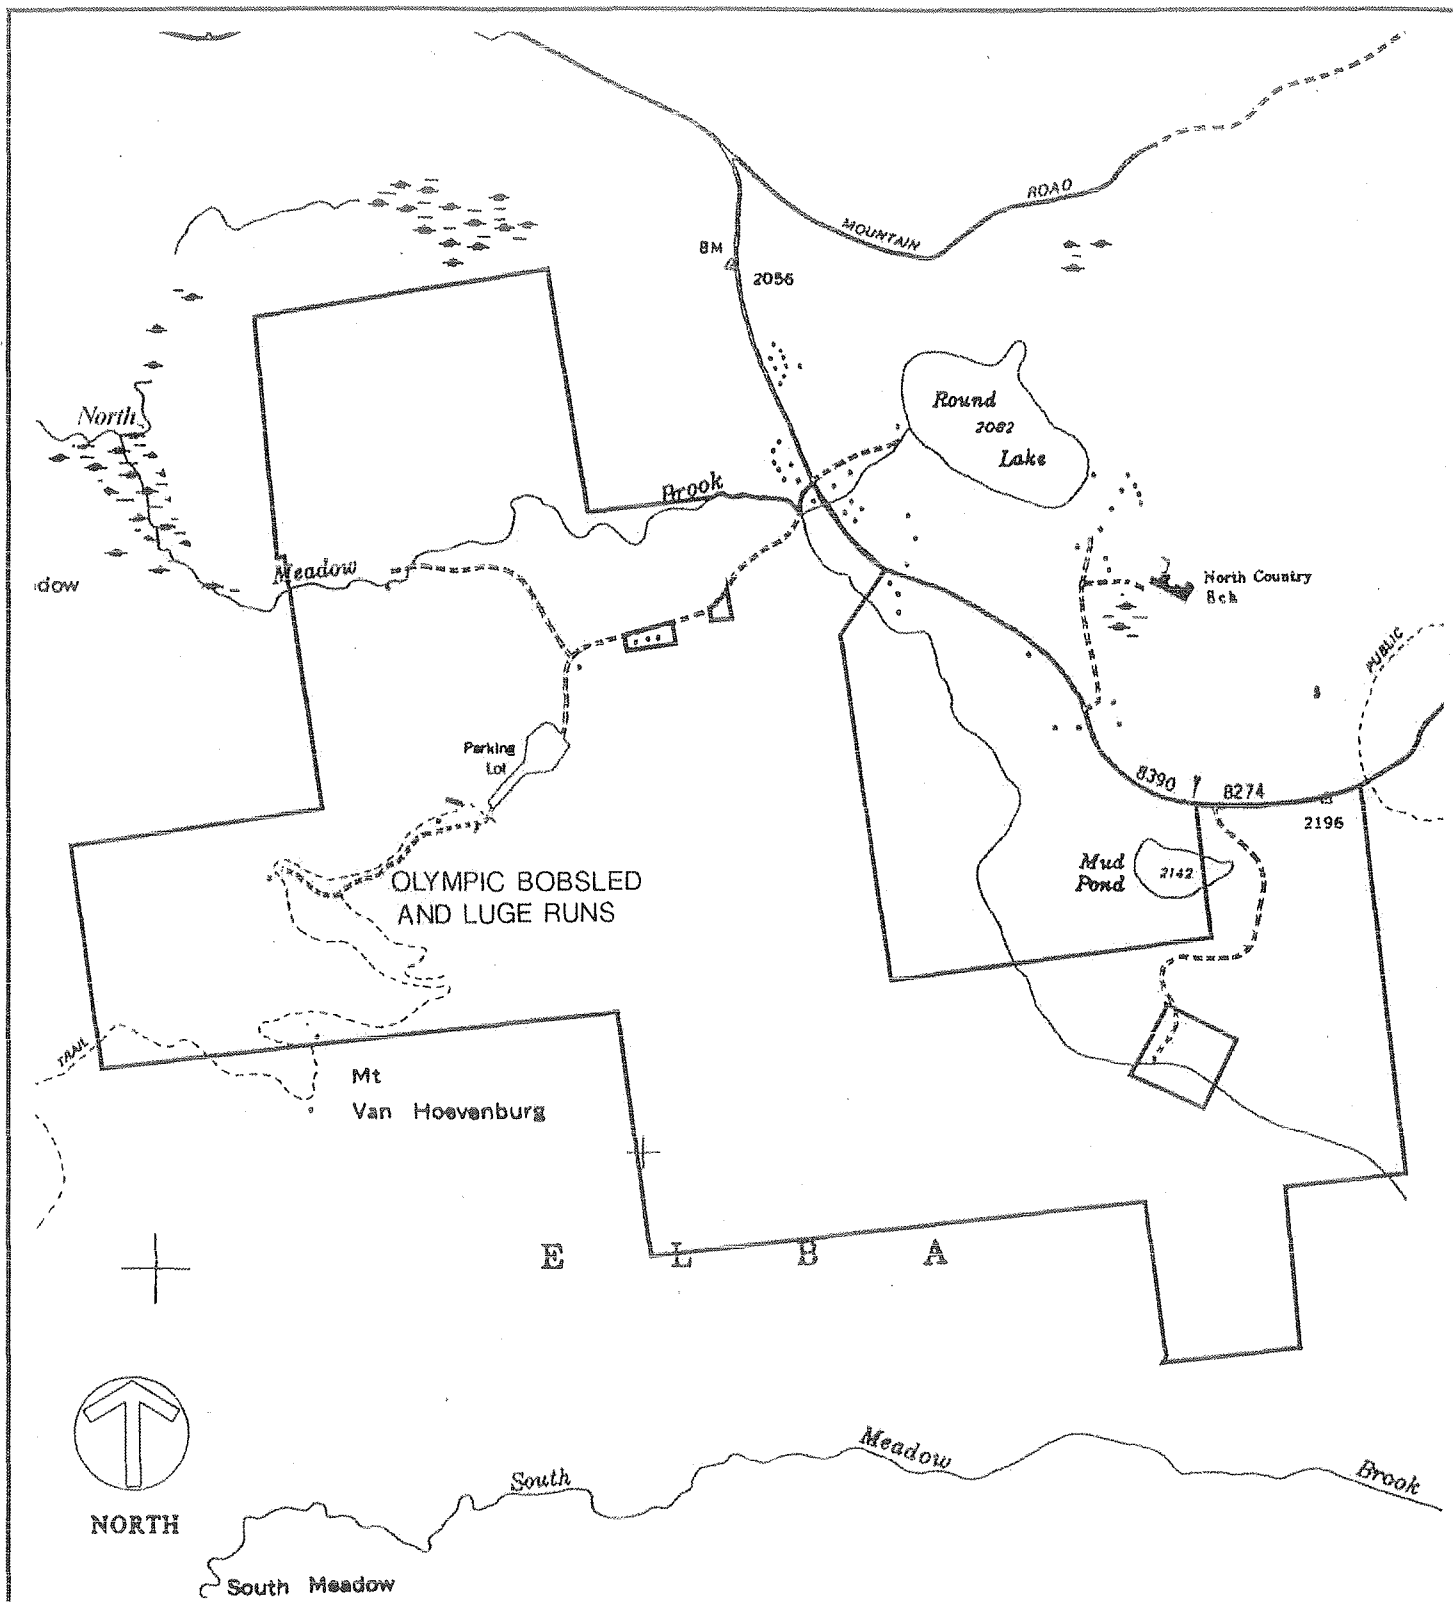 ROAD
MOUNTAIN
BM
2056
Round
2082
Lake
North
Brook
Meadow
dow
North Country
Sch
PUBLIC
Parking
Lot
8390
8274
2196
Mud
Pond
2142
OLYMPIC BOBSLED
AND LUGE RUNS
TRAIL
Mt
Van Hoevenburg
E L B A
NORTH
South
Meadow
Brook
South Meadow